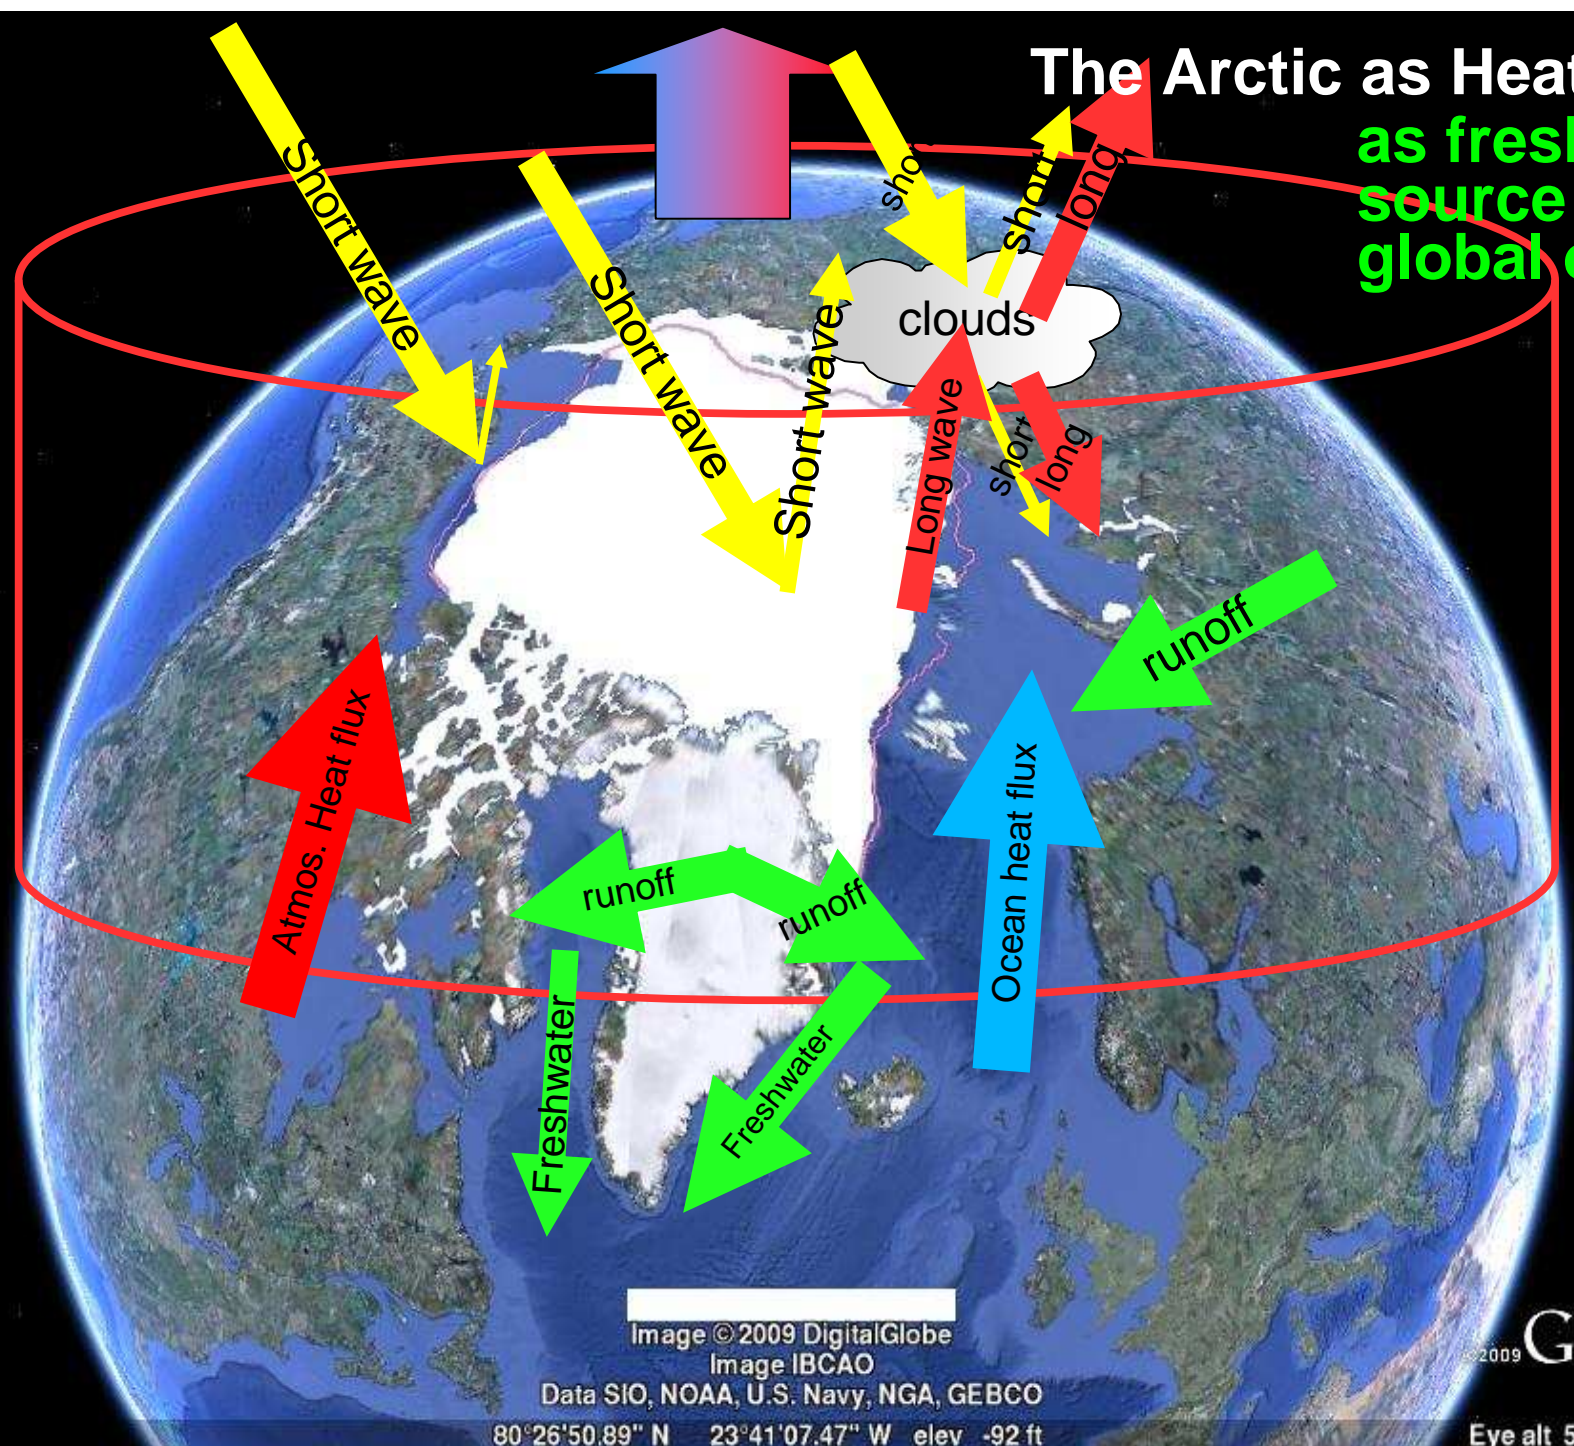 The Arctic as Heat
as fresh
source
global
Short wave
Short wave
Short wave
short
short
long
clouds
Long wave
short
long
runoff
Atmos. Heat flux
Ocean heat flux
runoff
runoff
Freshwater
Freshwater
Image © 2009 DigitalGlobe
Image IBCAO
Data SIO, NOAA, U.S. Navy, NGA, GEBCO
©2009 G
80°26'50.89" N 23°41'07.47" W elev -92 ft
Eye alt 5